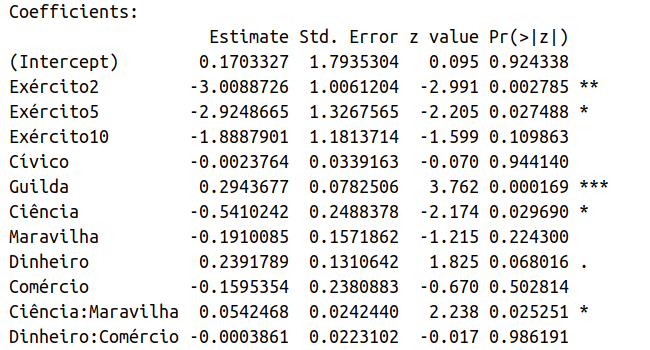 Coefficients:
Estimate Std. Error z value Pr(>|z|)
(Intercept) 0.1703327 1.7935304 0.095 0.924338
Exército2 -3.0088726 1.0061204 -2.991 0.002785 **
Exército5 -2.9248665 1.3267565 -2.205 0.027488 *
Exército10 -1.8887901 1.1813714 -1.599 0.109863
Cívico -0.0023764 0.0339163 -0.070 0.944140
Guilda 0.2943677 0.0782506 3.762 0.000169 ***
Ciência -0.5410242 0.2488378 -2.174 0.029690 *
Maravilha -0.1910085 0.1571862 -1.215 0.224300
Dinheiro 0.2391789 0.1310642 1.825 0.068016 .
Comércio -0.1595354 0.2380883 -0.670 0.502814
Ciência:Maravilha 0.0542468 0.0242440 2.238 0.025251 *
Dinheiro:Comércio -0.0003861 0.0223102 -0.017 0.986191